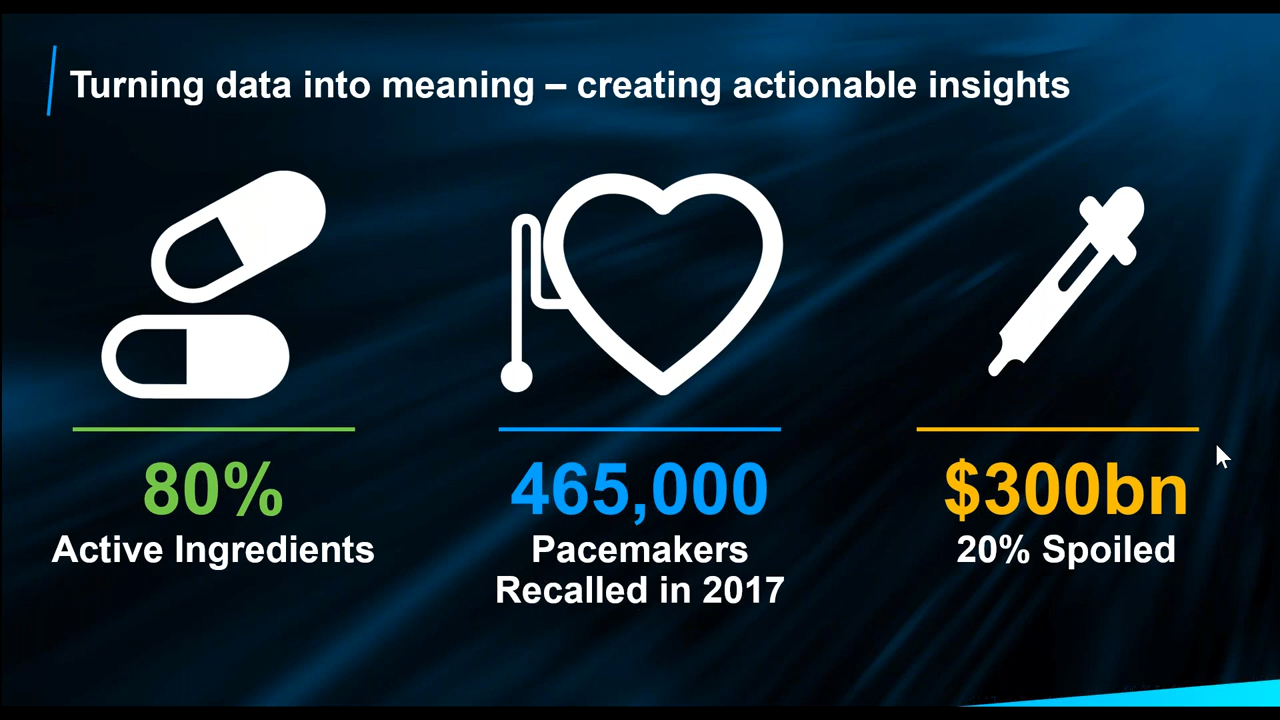 Turning data into meaning – creating actionable insights
80%
Active Ingredients
465,000
Pacemakers
Recalled in 2017
$300bn
20% Spoiled